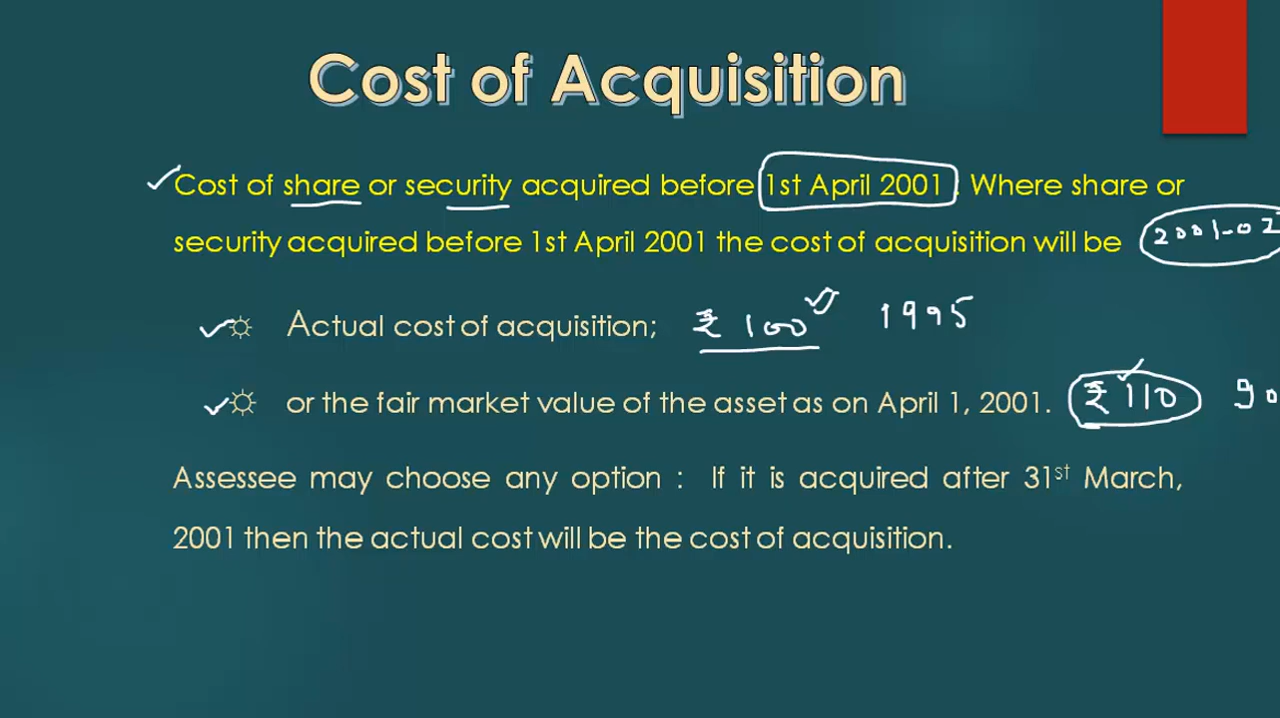 Cost of Acquisition
Cost of share or security acquired before 1st April 2001 . Where share or
security acquired before 1st April 2001 the cost of acquisition will be 2001-02
Actual cost of acquisition; ₹ 100 1995
or the fair market value of the asset as on April 1, 2001. ₹ 110 90
Assessee may choose any option : If it is acquired after 31st March,
2001 then the actual cost will be the cost of acquisition.